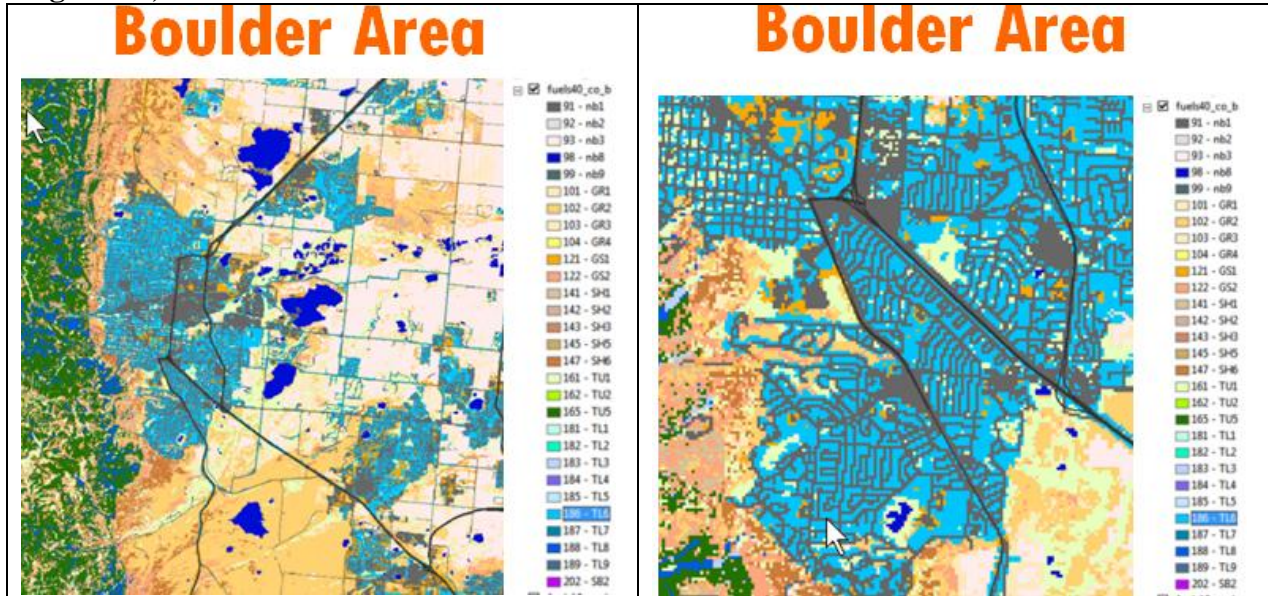 Boulder Area
fuels40_co_b
91 - nb1
92 - nb2
93 - nb3
98 - nb8
99 - nb9
101 - GR1
102 - GR2
103 - GR3
104 - GR4
121 - GS1
122 - GS2
141 - SH1
142 - SH2
143 - SH3
145 - SH5
147 - SH6
161 - TU1
162 - TU2
165 - TU5
181 - TL1
182 - TL2
183 - TL3
184 - TL4
185 - TL5
186 - TL6
187 - TL7
188 - TL8
189 - TL9
202 - SB2
Boulder Area
fuels40_co_b
91 - nb1
92 - nb2
93 - nb3
98 - nb8
99 - nb9
101 - GR1
102 - GR2
103 - GR3
104 - GR4
121 - GS1
122 - GS2
141 - SH1
142 - SH2
143 - SH3
145 - SH5
147 - SH6
161 - TU1
162 - TU2
165 - TU5
181 - TL1
182 - TL2
183 - TL3
184 - TL4
185 - TL5
186 - TL6
187 - TL7
188 - TL8
189 - TL9
202 - SB2